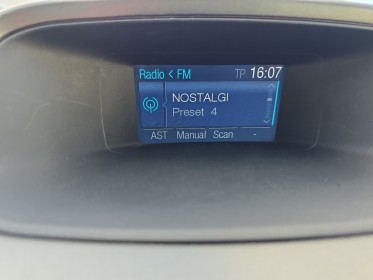 Radio < FM TP 16:07
NOSTALGI
Preset 4
AST Manual Scan -